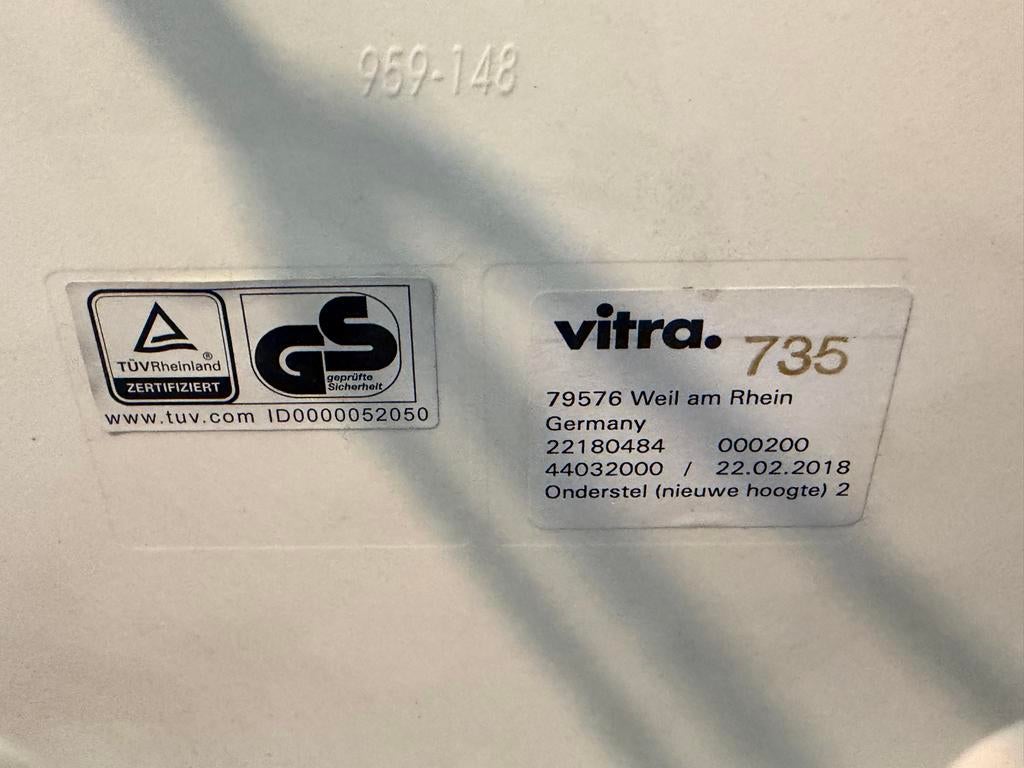 959-148
TÜVRheinland®
ZERTIFIZIERT
GS
geprüfte
Sicherheit
www.tuv.com ID0000052050
vitra. 735
79576 Weil am Rhein
Germany
22180484 000200
44032000 / 22.02.2018
Onderstel (nieuwe hoogte) 2